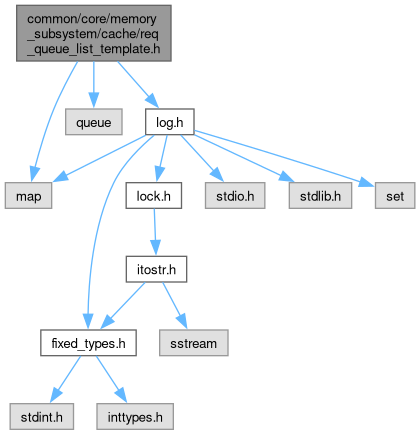 common/core/memory
_subsystem/cache/req
_queue_list_template.h
queue
log.h
map
lock.h
stdio.h
stdlib.h
set
itostr.h
fixed_types.h
sstream
stdint.h
inttypes.h